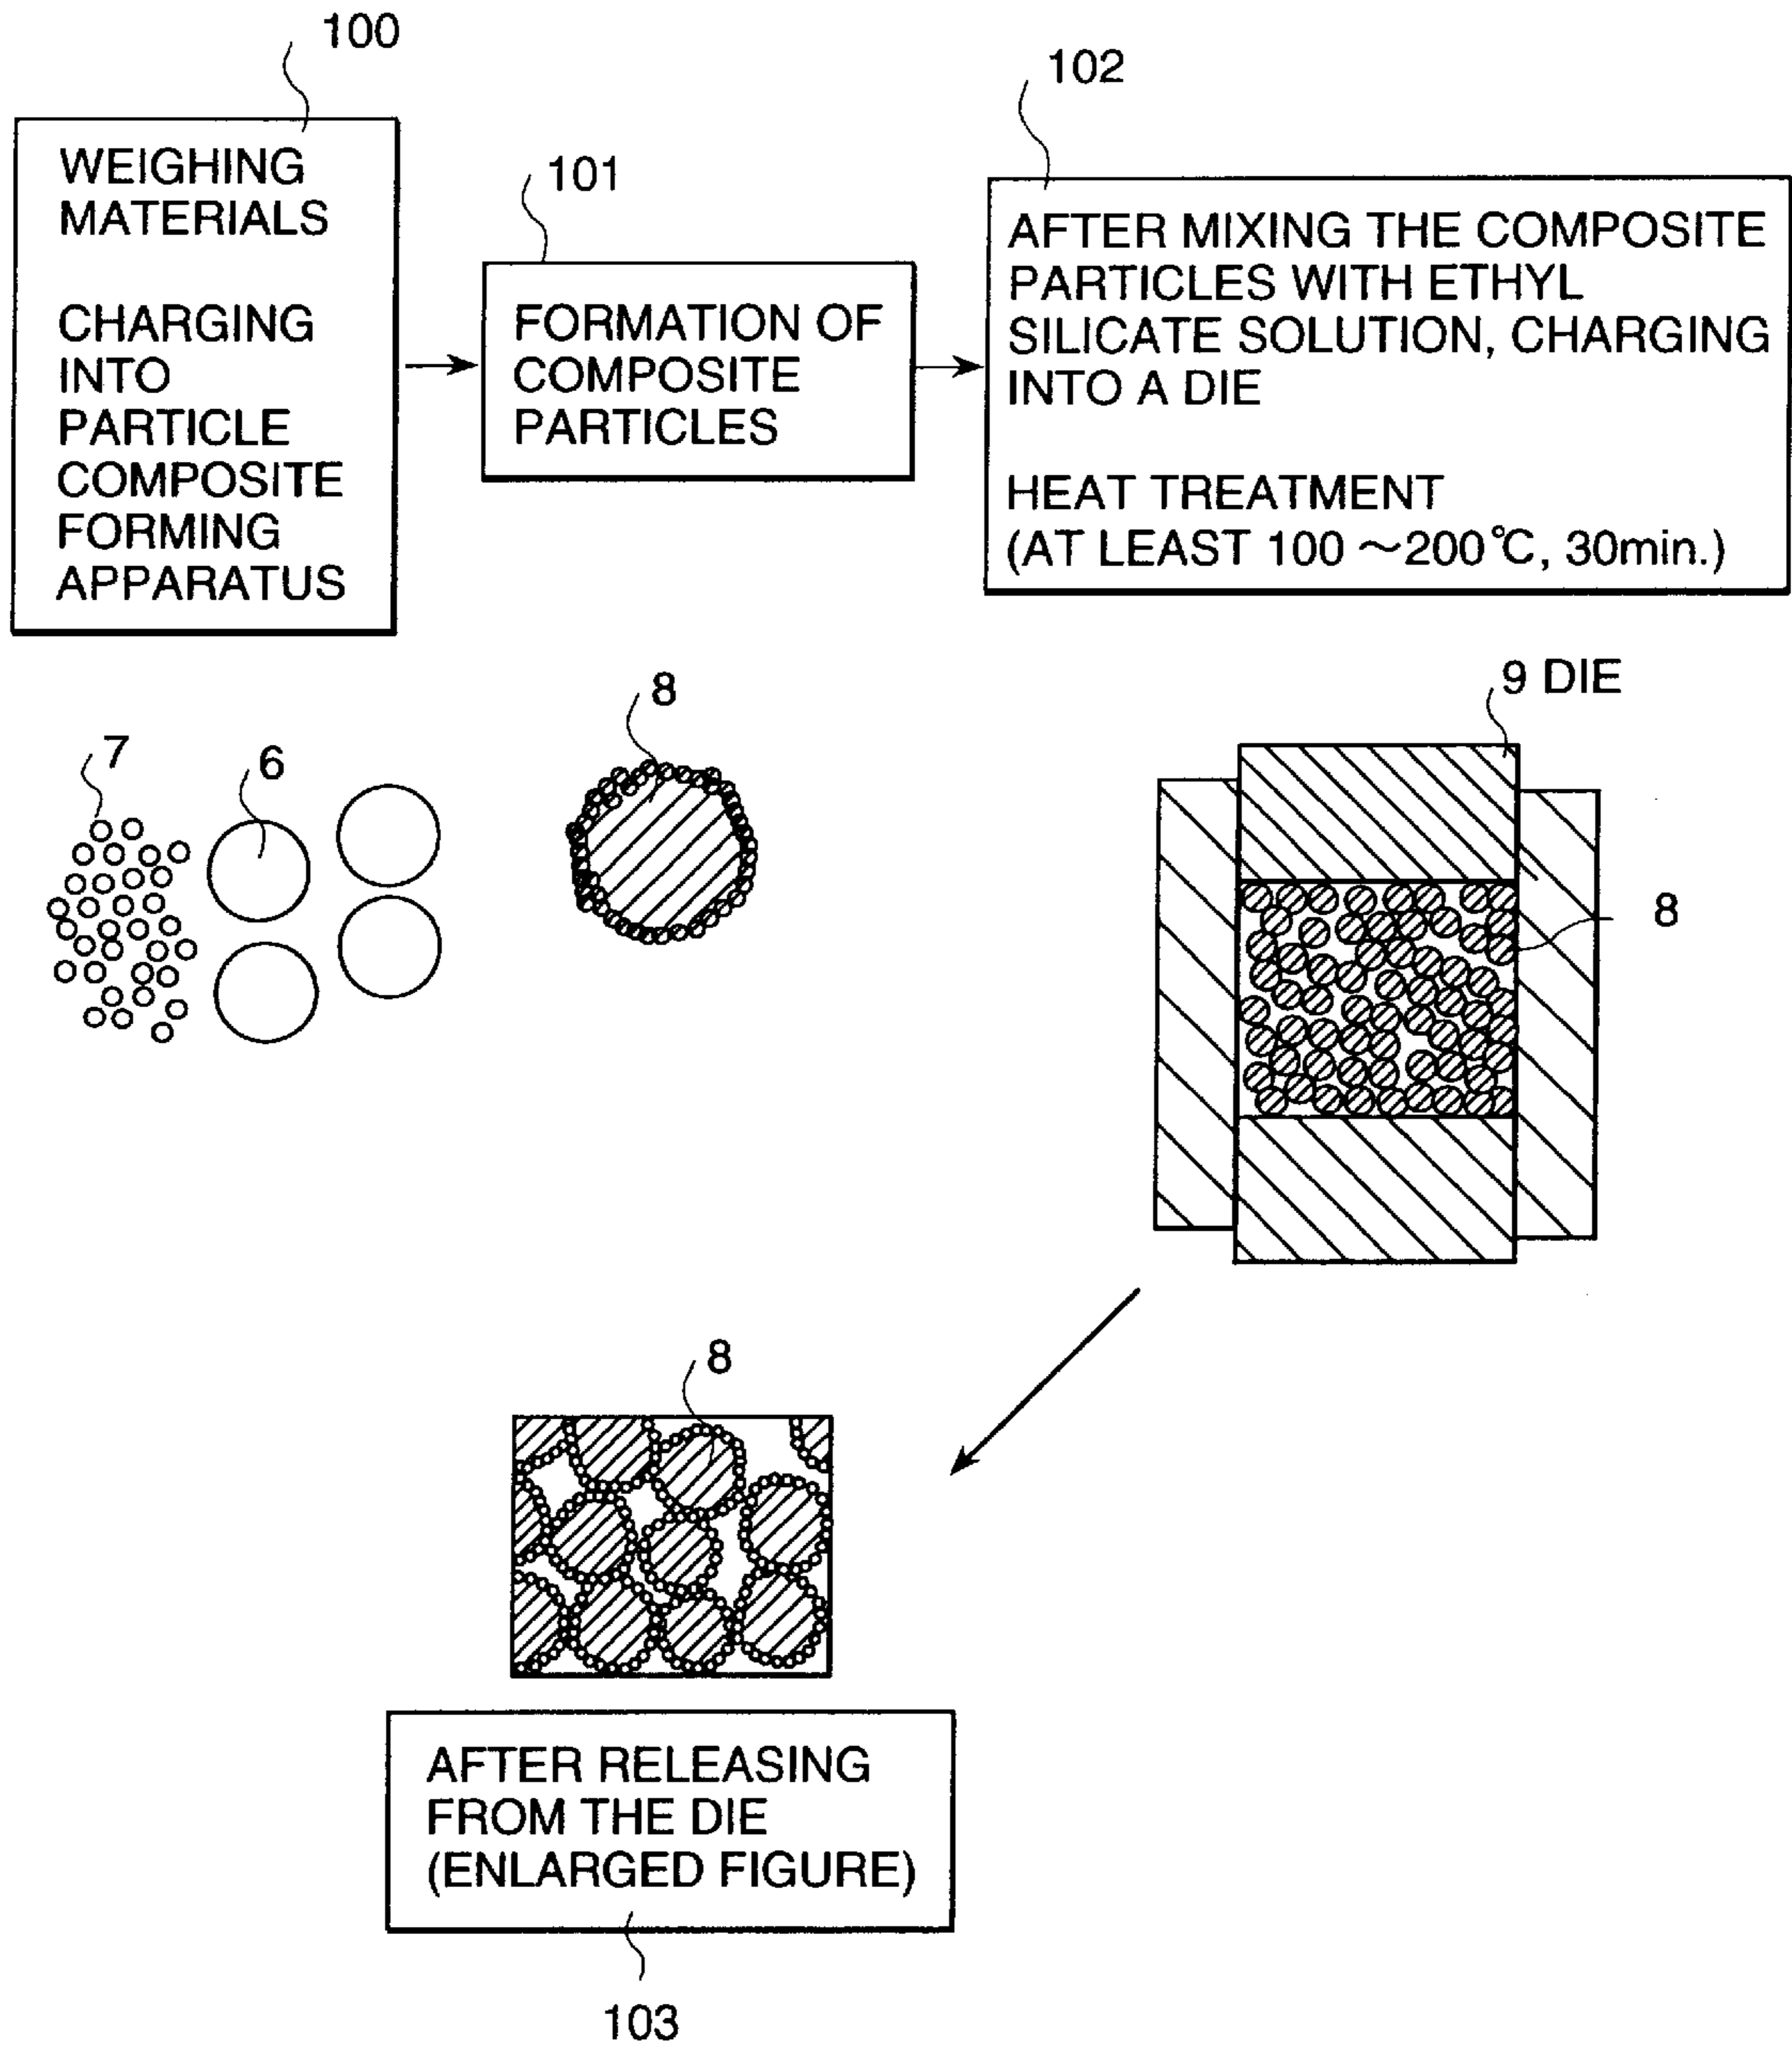 100
WEIGHING
MATERIALS
CHARGING
INTO
PARTICLE
COMPOSITE
FORMING
APPARATUS
101
FORMATION OF
COMPOSITE
PARTICLES
102
AFTER MIXING THE COMPOSITE
PARTICLES WITH ETHYL
SILICATE SOLUTION, CHARGING
INTO A DIE
HEAT TREATMENT
(AT LEAST 100 ~200℃, 30min.)
7
6
8
9 DIE
8
8
AFTER RELEASING
FROM THE DIE
(ENLARGED FIGURE)
103